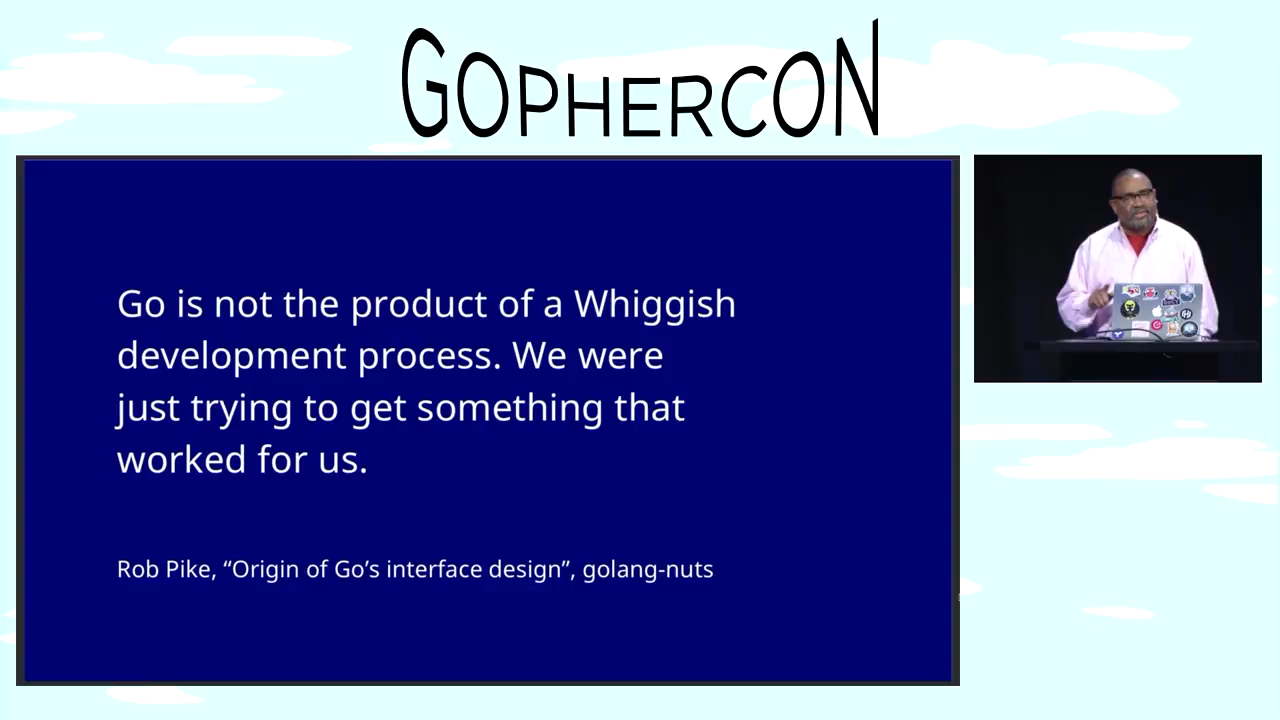 GOPHERCON
Go is not the product of a Whiggish
development process. We were
just trying to get something that
worked for us.
Rob Pike, “Origin of Go’s interface design”, golang-nuts